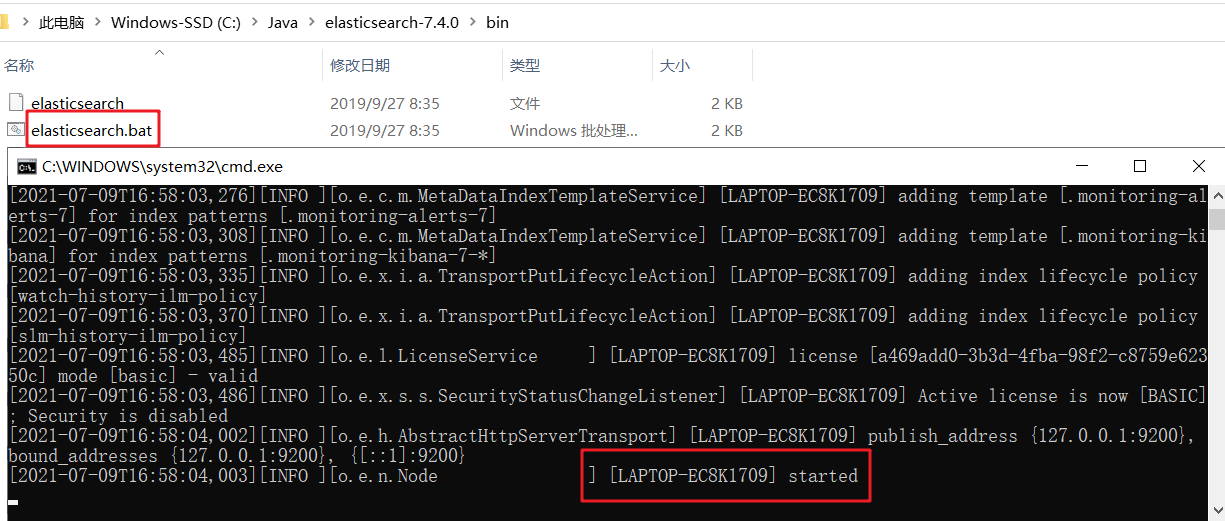 此电脑 > Windows-SSD (C:) > Java > elasticsearch-7.4.0 > bin
名称 修改日期 类型 大小
elasticsearch 2019/9/27 8:35 文件 2 KB
elasticsearch.bat 2019/9/27 8:35 Windows 批处理... 2 KB
C:\WINDOWS\system32\cmd.exe
[2021-07-09T16:58:03,276][INFO ][o.e.c.m.MetaDataIndexTemplateService] [LAPTOP-EC8K1709] adding template [.monitoring-al
erts-7] for index patterns [.monitoring-alerts-7]
[2021-07-09T16:58:03,308][INFO ][o.e.c.m.MetaDataIndexTemplateService] [LAPTOP-EC8K1709] adding template [.monitoring-ki
bana] for index patterns [.monitoring-kibana-7-*]
[2021-07-09T16:58:03,335][INFO ][o.e.x.i.a.TransportPutLifecycleAction] [LAPTOP-EC8K1709] adding index lifecycle policy
[watch-history-ilm-policy]
[2021-07-09T16:58:03,370][INFO ][o.e.x.i.a.TransportPutLifecycleAction] [LAPTOP-EC8K1709] adding index lifecycle policy
[slm-history-ilm-policy]
[2021-07-09T16:58:03,485][INFO ][o.e.l.LicenseService     ] [LAPTOP-EC8K1709] license [a469add0-3b3d-4fba-98f2-c8759e623
50c] mode [basic] - valid
[2021-07-09T16:58:03,486][INFO ][o.e.x.s.s.SecurityStatusChangeListener] [LAPTOP-EC8K1709] Active license is now [BASIC]
; Security is disabled
[2021-07-09T16:58:04,002][INFO ][o.e.h.AbstractHttpServerTransport] [LAPTOP-EC8K1709] publish_address {127.0.0.1:9200},
bound_addresses {127.0.0.1:9200}, {[::1]:9200}
[2021-07-09T16:58:04,003][INFO ][o.e.n.Node               ] [LAPTOP-EC8K1709] started